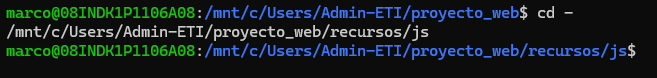 marco@08INDK1P1106A08:/mnt/c/Users/Admin-ETI/proyecto_web$ cd -
/mnt/c/Users/Admin-ETI/proyecto_web/recursos/js
marco@08INDK1P1106A08:/mnt/c/Users/Admin-ETI/proyecto_web/recursos/js$